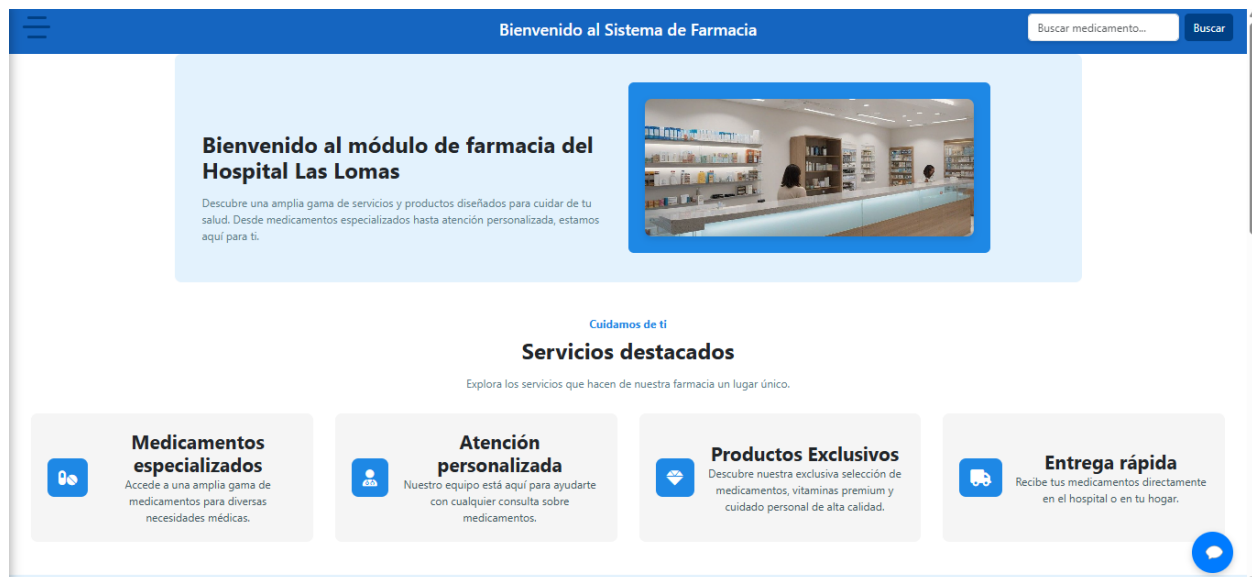 Bienvenido al Sistema de Farmacia
Buscar medicamento...
Buscar
Bienvenido al módulo de farmacia del
Hospital Las Lomas
Descubre una amplia gama de servicios y productos diseñados para cuidar de tu
salud. Desde medicamentos especializados hasta atención personalizada, estamos
aquí para ti.
Cuidamos de ti
Servicios destacados
Explora los servicios que hacen de nuestra farmacia un lugar único.
Medicamentos
especializados
Accede a una amplia gama de
medicamentos para diversas
necesidades médicas.
Atención
personalizada
Nuestro equipo está aquí para ayudarte
con cualquier consulta sobre
medicamentos.
Productos Exclusivos
Descubre nuestra exclusiva selección de
medicamentos, vitaminas premium y
cuidado personal de alta calidad.
Entrega rápida
Recibe tus medicamentos directamente
en el hospital o en tu hogar.